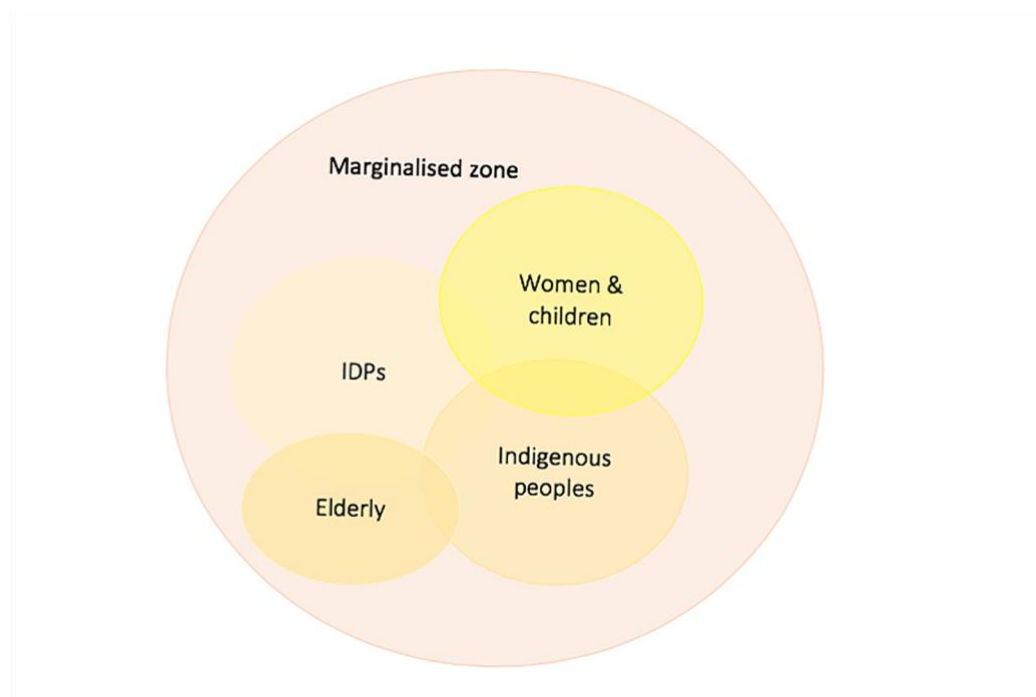 Marginalised zone
Women &
children
IDPs
Indigenous
peoples
Elderly